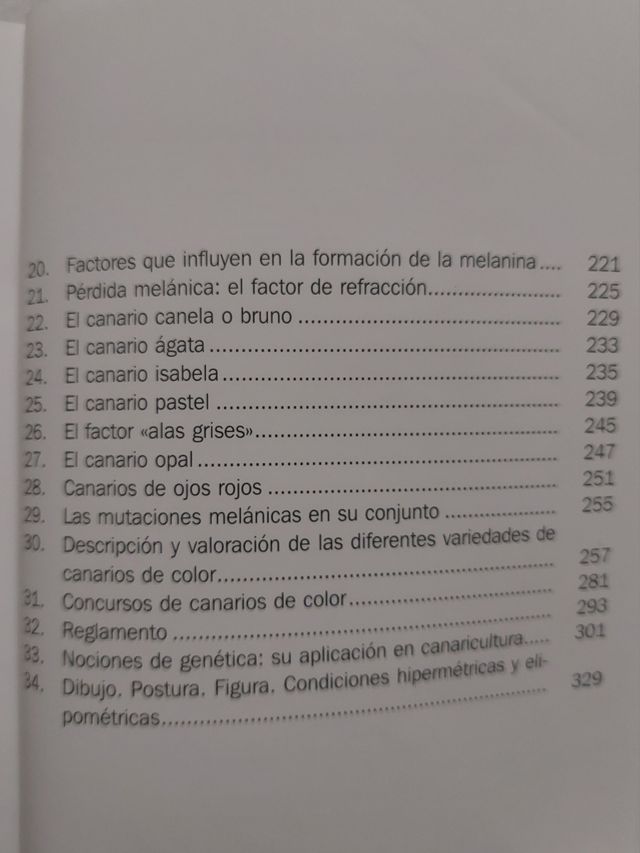 20. Factores que influyen en la formación de la melanina.... 221
21. Pérdida melánica: el factor de refracción........................ 225
22. El canario canela o bruno .............................................. 229
23. El canario ágata............................................................. 233
24. El canario isabela........................................................... 235
25. El canario pastel ............................................................ 239
26. El factor «alas grises»..................................................... 245
27. El canario opal............................................................... 247
28. Canarios de ojos rojos ................................................... 251
29. Las mutaciones melánicas en su conjunto .................... 255
30. Descripción y valoración de las diferentes variedades de
canarios de color............................................................ 257
31. Concursos de canarios de color..................................... 281
32. Reglamento ................................................................... 293
33. Nociones de genética: su aplicación en canaricultura..... 301
34. Dibujo. Postura. Figura. Condiciones hipermétricas y eli-
pométricas..................................................................... 329